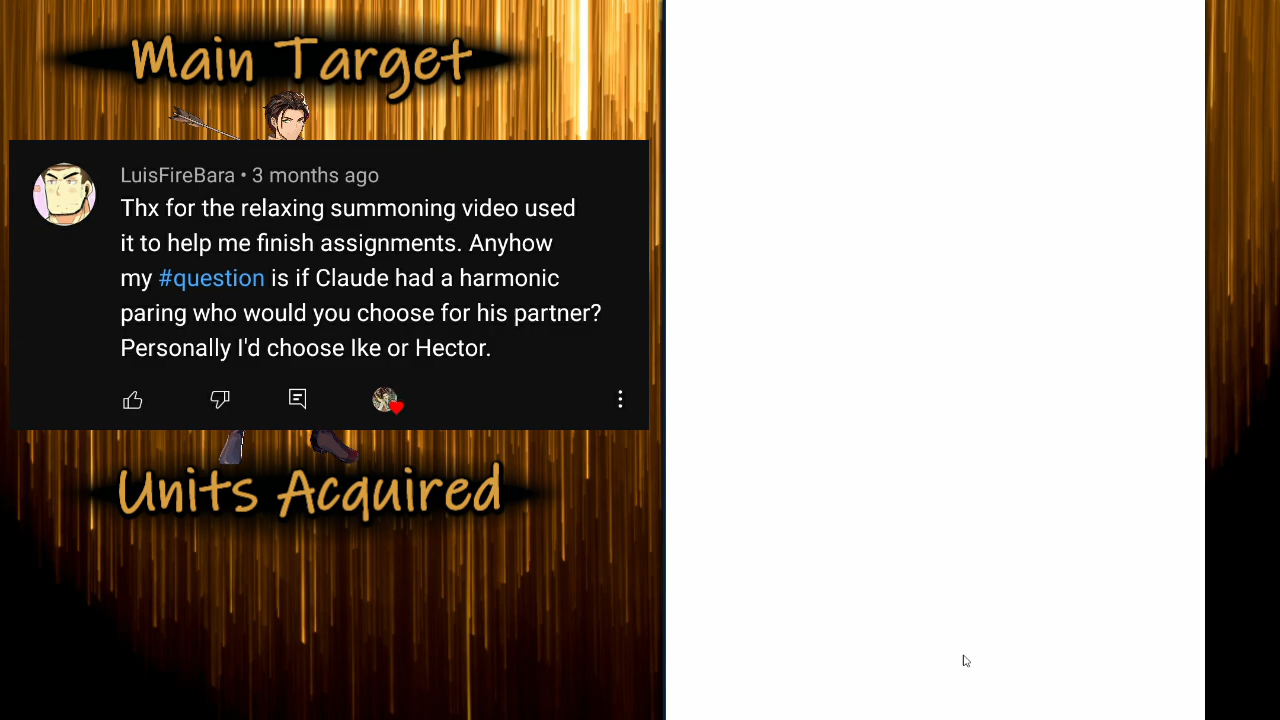 Main Target
LuisFireBara • 3 months ago
Thx for the relaxing summoning video used
it to help me finish assignments. Anyhow
my #question is if Claude had a harmonic
paring who would you choose for his partner?
Personally I'd choose Ike or Hector.
Units Acquired